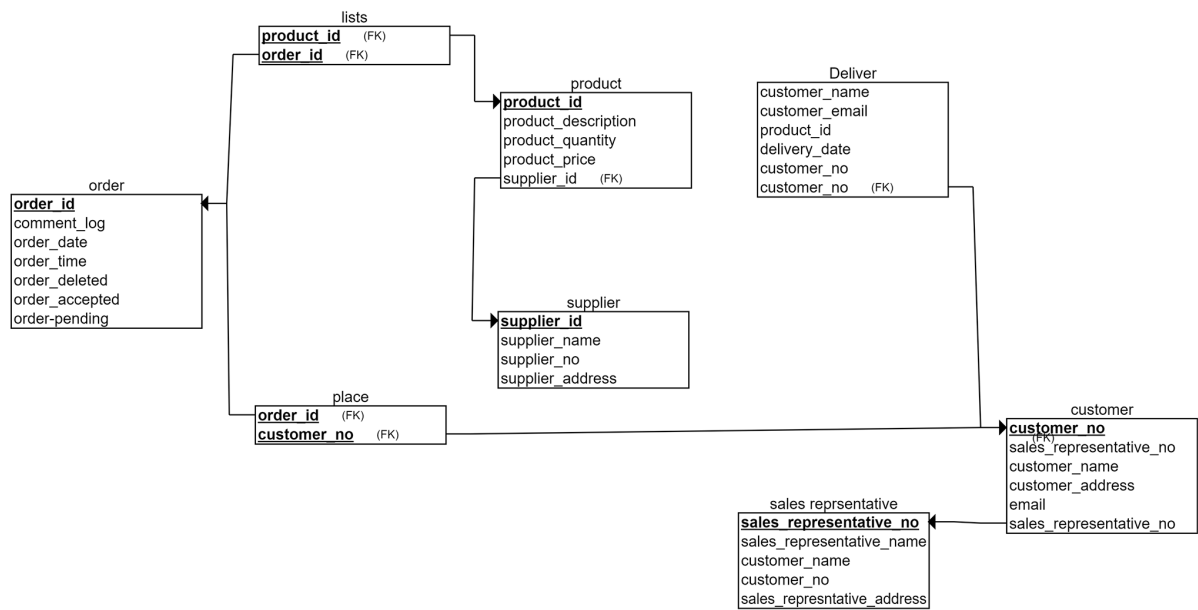 lists
product_id (FK)
order_id (FK)
product
product_id
product_description
product_quantity
product_price
supplier_id (FK)
Deliver
customer_name
customer_email
product_id
delivery_date
customer_no
customer_no (FK)
order
order_id
comment_log
order_date
order_time
order_deleted
order_accepted
order-pending
supplier
supplier_id
supplier_name
supplier_no
supplier_address
place
order_id (FK)
customer_no (FK)
customer
customer_no
(FK)
sales_representative_no
customer_name
customer_address
email
sales_representative_no
sales reprsentative
sales_representative_no
sales_representative_name
customer_name
customer_no
sales_represntative_address